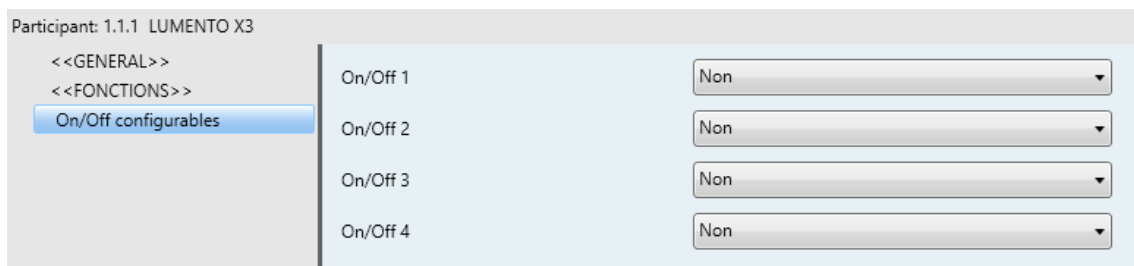 Participant: 1.1.1 LUMENTO X3
<<GENERAL>>
<<FONCTIONS>>
On/Off configurables
On/Off 1 Non
On/Off 2 Non
On/Off 3 Non
On/Off 4 Non